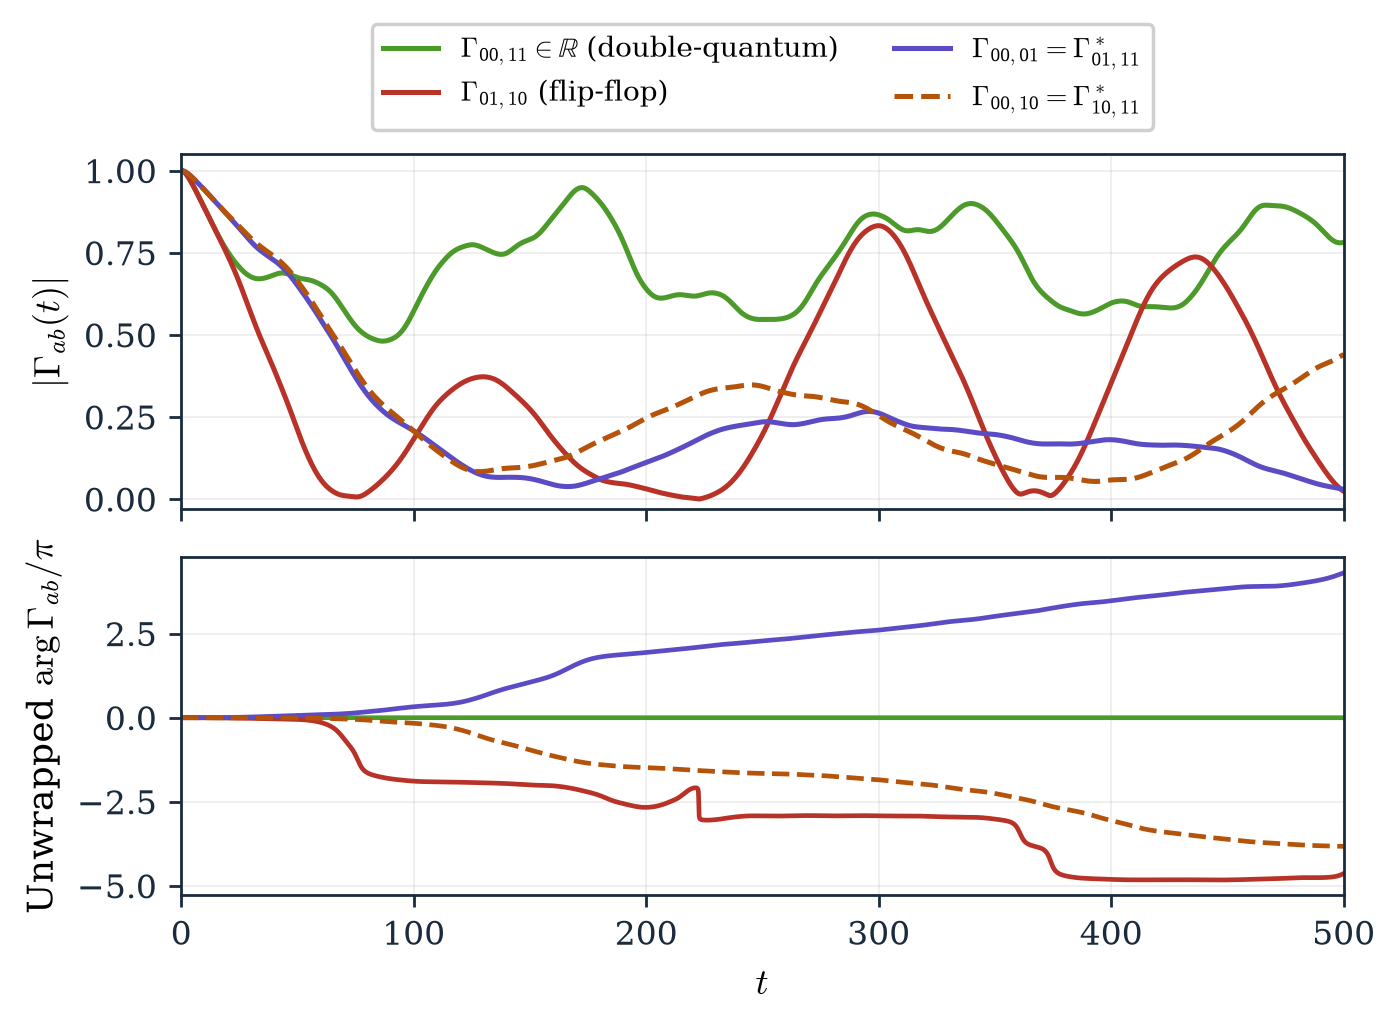 Γ00,11 ∈ ℝ (double-quantum)
Γ01,10 (flip-flop)
Γ00,01 = Γ*01,11
Γ00,10 = Γ*10,11
|Γab(t)|
1.00
0.75
0.50
0.25
0.00
Unwrapped arg Γab/π
2.5
0.0
−2.5
−5.0
0 100 200 300 400 500
t